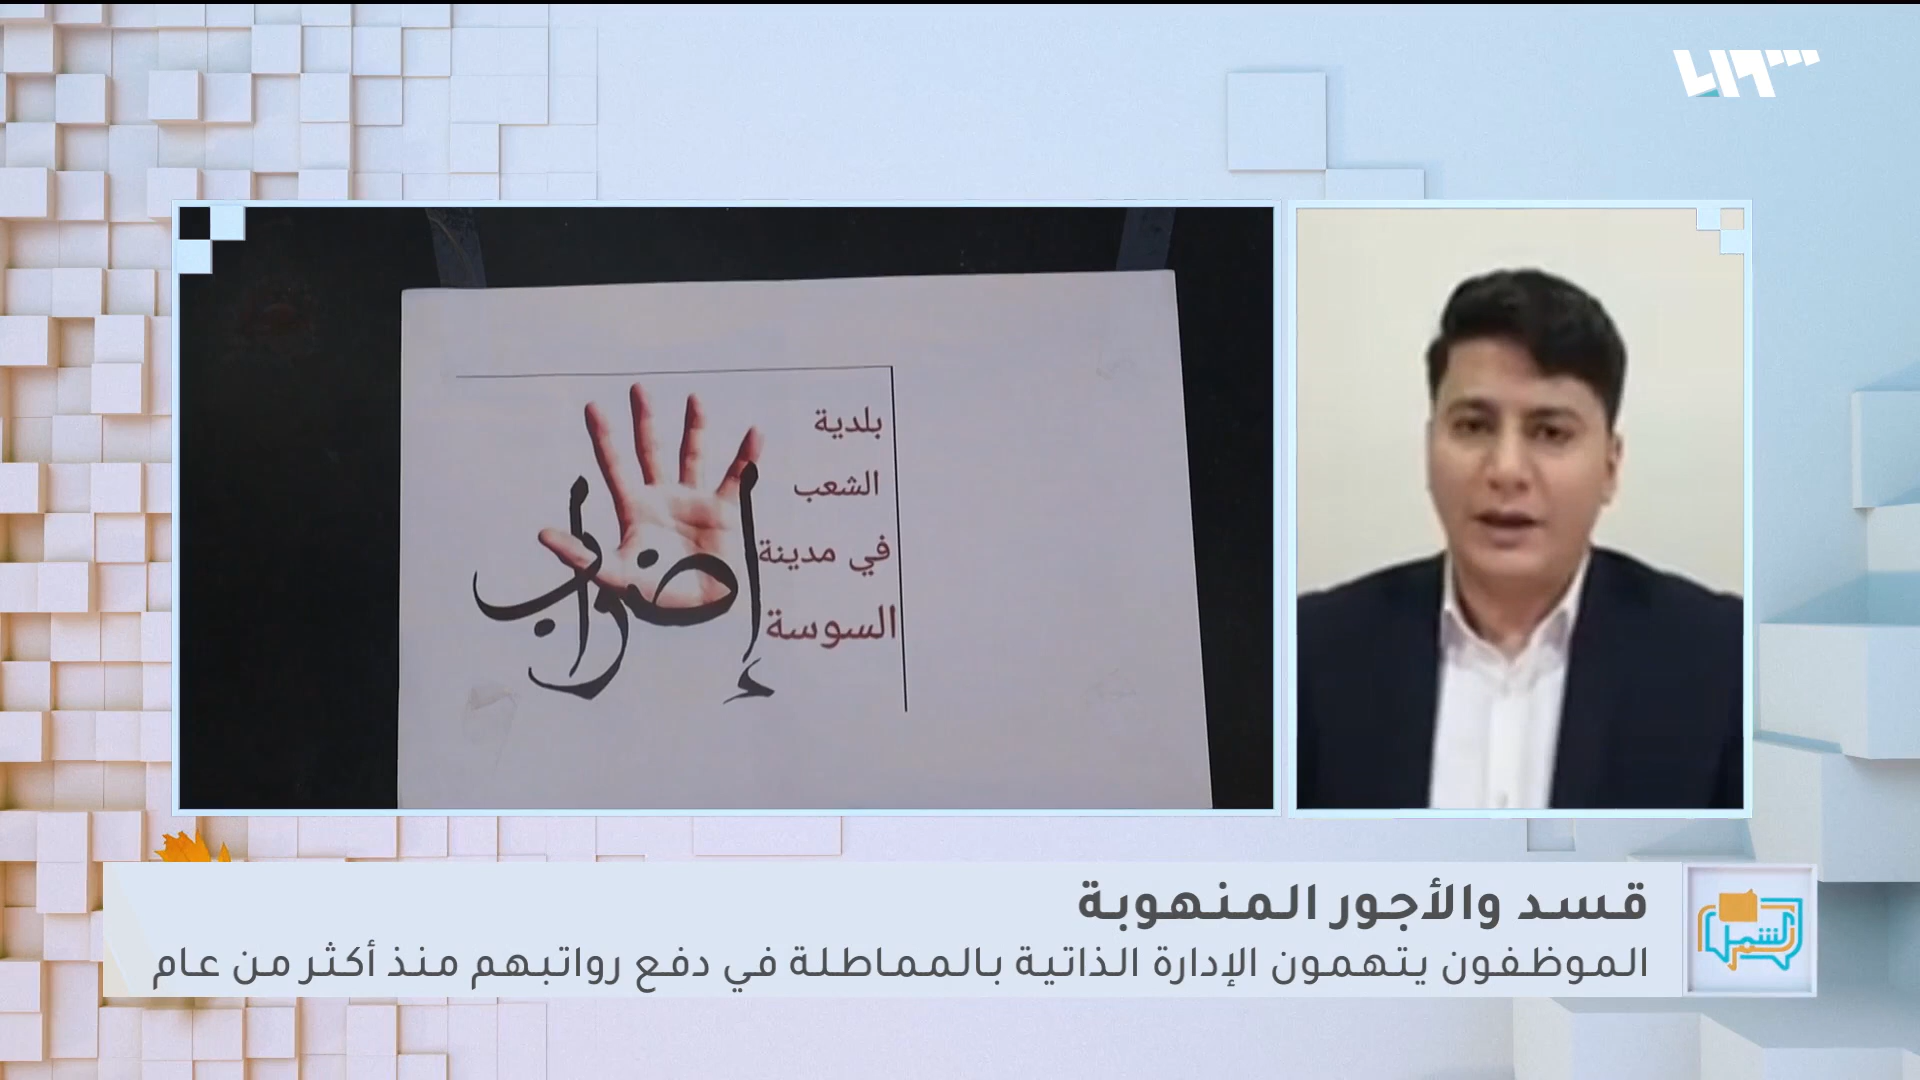 سوريا
بلدية
الشعب
في مدينة
السوسة
إضراب
قسد والأجور المنهوبة
الموظفون يتهمون الإدارة الذاتية بالمماطلة في دفع رواتبهم منذ أكثر من عام